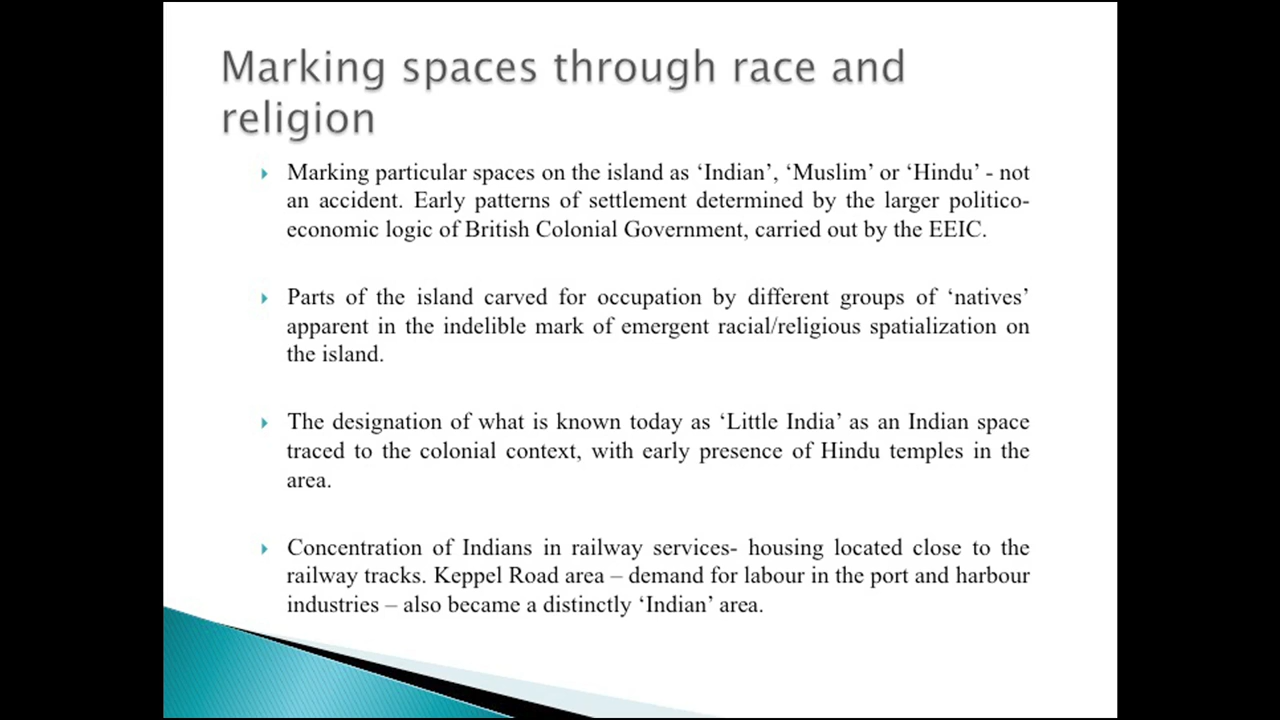 Marking spaces through race and
religion
Marking particular spaces on the island as ‘Indian’, ‘Muslim’ or ‘Hindu’ - not
an accident. Early patterns of settlement determined by the larger politico-
economic logic of British Colonial Government, carried out by the EEIC.
Parts of the island carved for occupation by different groups of ‘natives’
apparent in the indelible mark of emergent racial/religious spatialization on
the island.
The designation of what is known today as ‘Little India’ as an Indian space
traced to the colonial context, with early presence of Hindu temples in the
area.
Concentration of Indians in railway services- housing located close to the
railway tracks. Keppel Road area – demand for labour in the port and harbour
industries – also became a distinctly ‘Indian’ area.